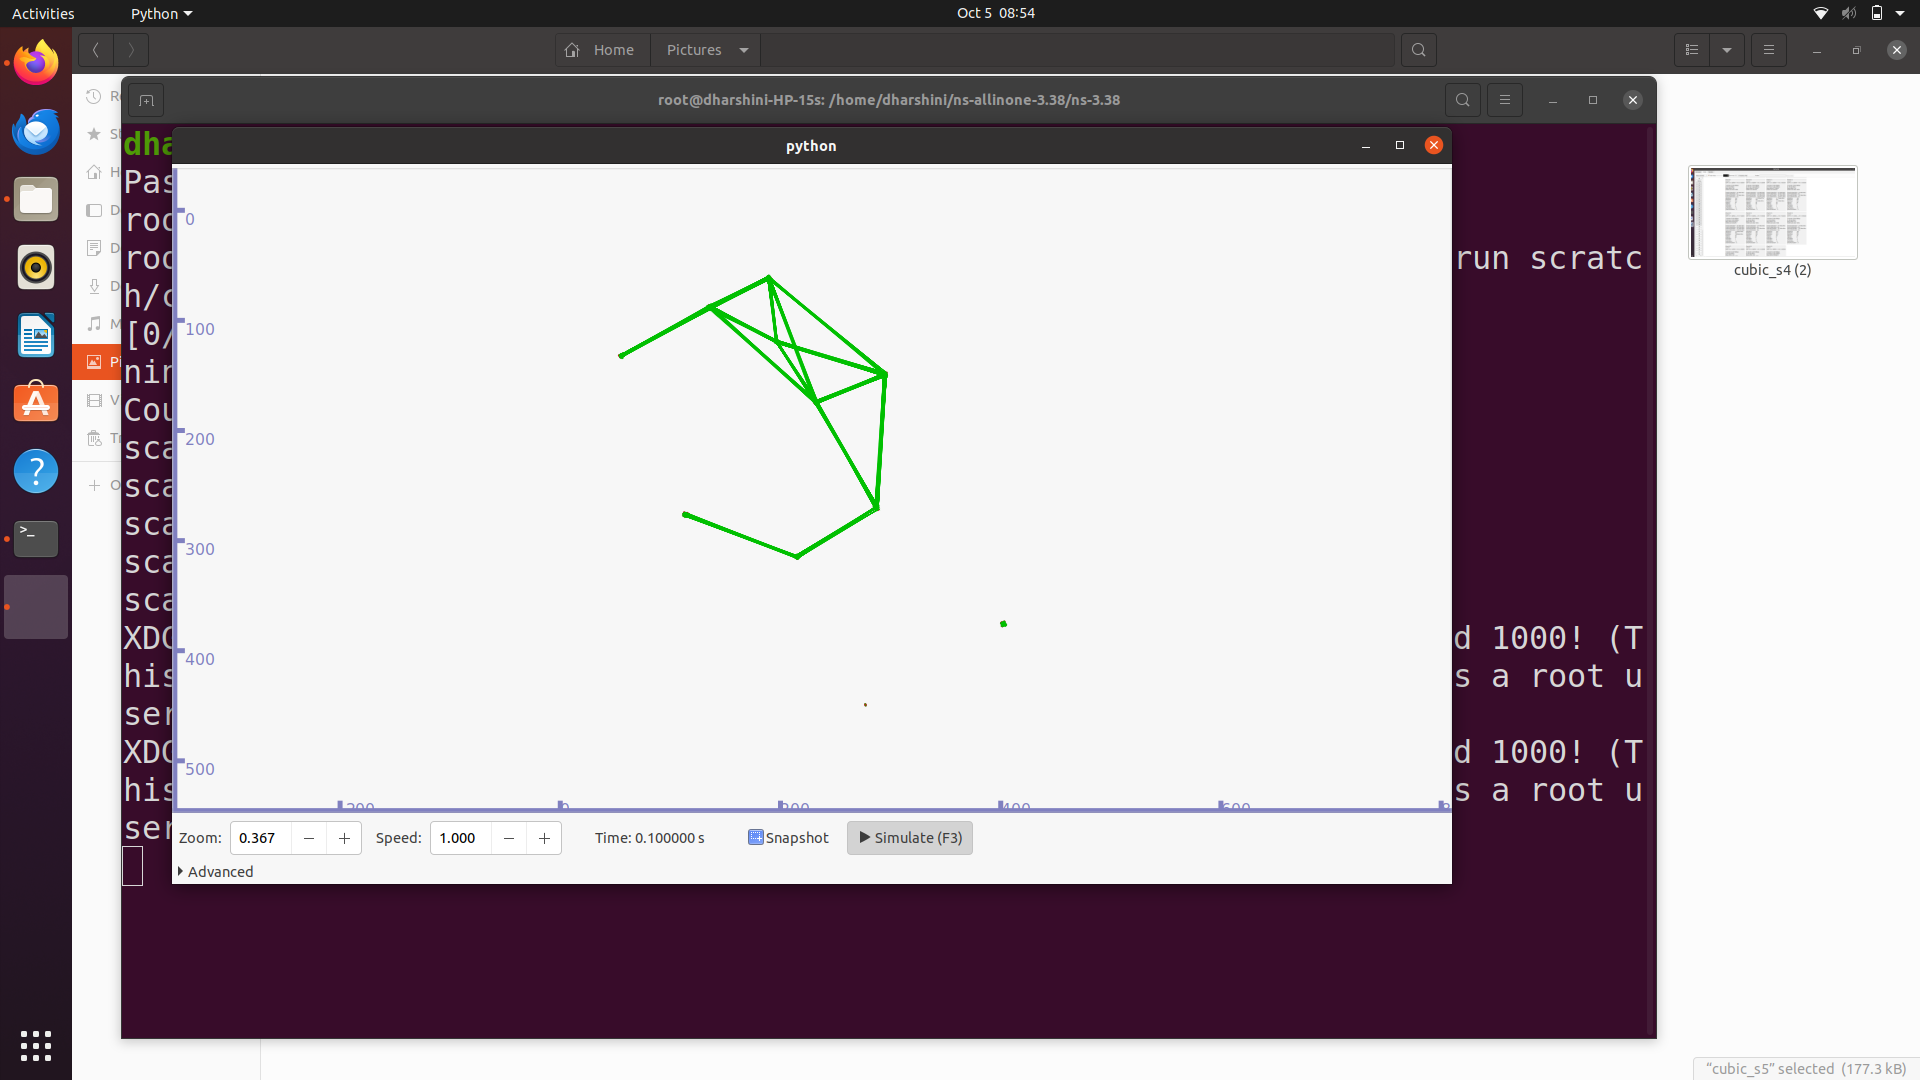 Activities
Python
Oct 5 08:54
Home
Pictures
root@dharshini-HP-15s: /home/dharshini/ns-allinone-3.38/ns-3.38
python
dha
Pas
roo
roo
run scratc
h/c
[0/
nin
Cou
sca
sca
sca
sca
sca
XDG
d 1000! (T
his
s a root u
ser
XDG
d 1000! (T
his
s a root u
ser
0
100
200
300
400
500
0
400
600
Zoom: 0.367
Speed: 1.000
Time: 0.100000 s
Snapshot
Simulate (F3)
Advanced
cubic_s4 (2)
"cubic_s5" selected (177.3 kB)